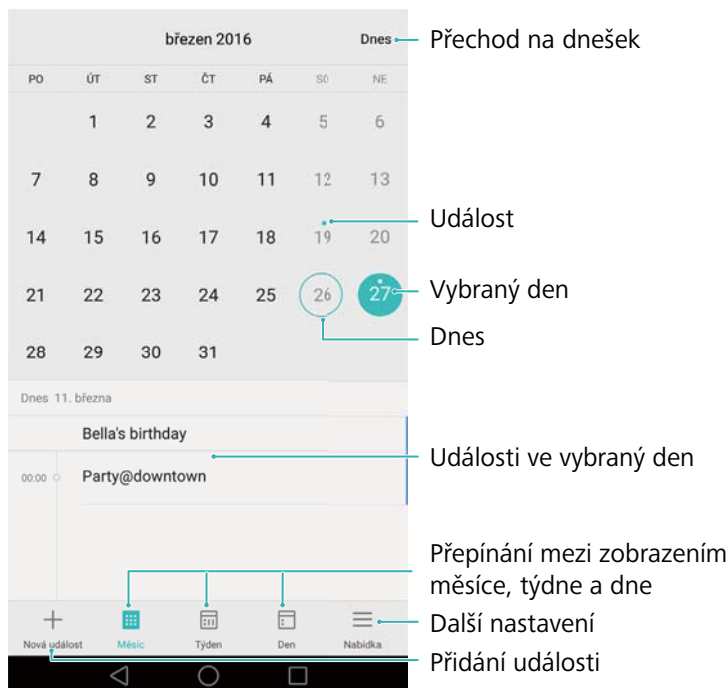 březen 2016 Dnes
Přechod na dnešek
PO ÚT ST ČT PÁ SO NE
1 2 3 4 5 6
7 8 9 10 11 12 13
Událost
14 15 16 17 18 19 20
21 22 23 24 25 26 27
Vybraný den
Dnes
28 29 30 31
Dnes 11. března
Bella's birthday
Události ve vybraný den
00:00 Party@downtown
Přepínání mezi zobrazením
měsíce, týdne a dne
Další nastavení
Nová událost Měsíc Týden Den Nabídka
Přidání události